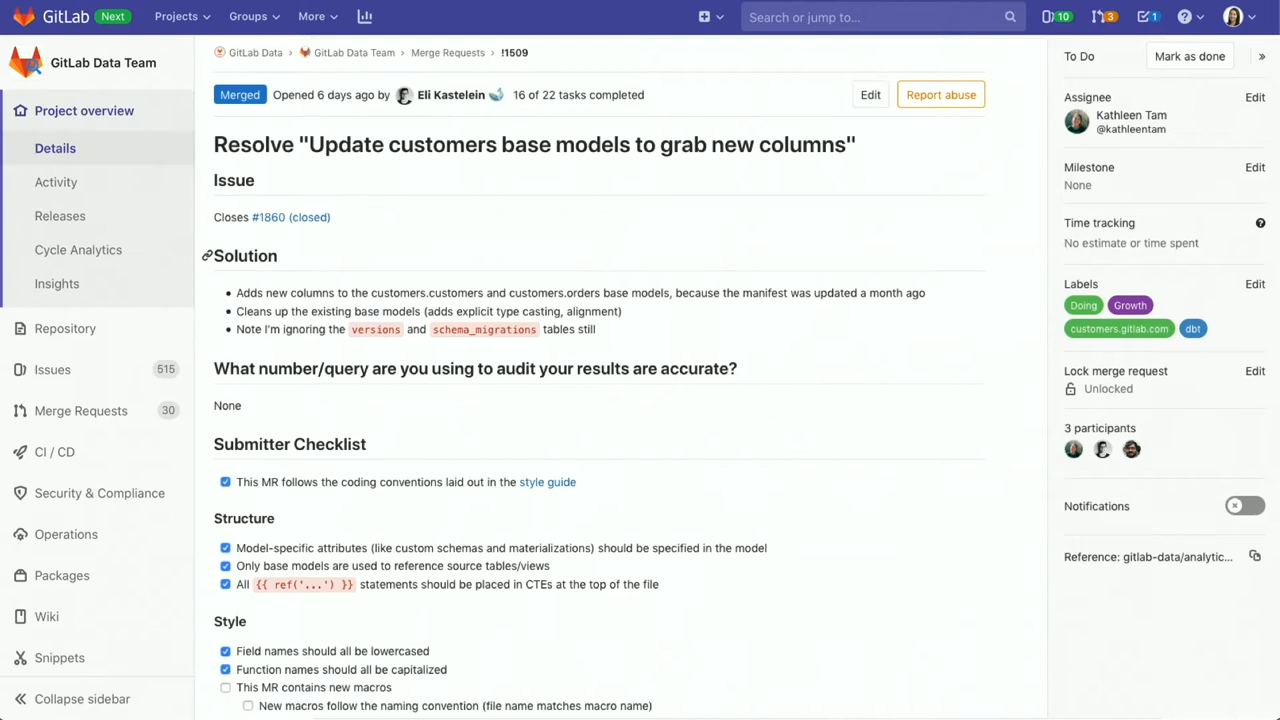 GitLab Next Projects Groups More Search or jump to... 10 3 1
GitLab Data Team
Project overview
Details
Activity
Releases
Cycle Analytics
Insights
Repository
Issues 515
Merge Requests 30
CI / CD
Security & Compliance
Operations
Packages
Wiki
Snippets
Collapse sidebar
GitLab Data › GitLab Data Team › Merge Requests › !1509
Merged Opened 6 days ago by Eli Kastelein 16 of 22 tasks completed Edit Report abuse
Resolve "Update customers base models to grab new columns"
Issue
Closes #1860 (closed)
Solution
Adds new columns to the customers.customers and customers.orders base models, because the manifest was updated a month ago
Cleans up the existing base models (adds explicit type casting, alignment)
Note I'm ignoring the versions and schema_migrations tables still
What number/query are you using to audit your results are accurate?
None
Submitter Checklist
This MR follows the coding conventions laid out in the style guide
Structure
Model-specific attributes (like custom schemas and materializations) should be specified in the model
Only base models are used to reference source tables/views
All {{ ref('...') }} statements should be placed in CTEs at the top of the file
Style
Field names should all be lowercased
Function names should all be capitalized
This MR contains new macros
New macros follow the naming convention (file name matches macro name)
To Do Mark as done »
Assignee Edit
Kathleen Tam
@kathleentam
Milestone Edit
None
Time tracking
No estimate or time spent
Labels Edit
Doing Growth
customers.gitlab.com dbt
Lock merge request Edit
Unlocked
3 participants
Notifications
Reference: gitlab-data/analytic...